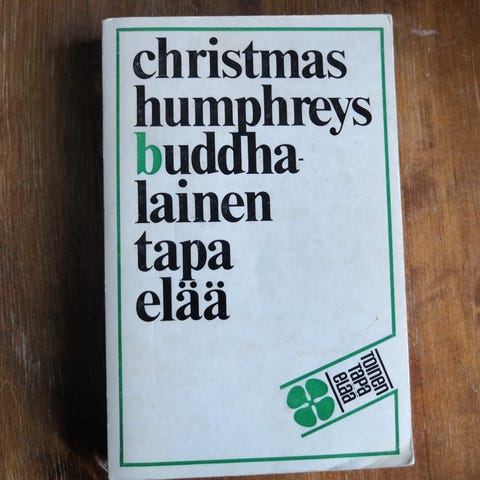 christmas
humphreys
buddha-
lainen
tapa
elää
TOINEN
TAPA
ELÄÄ